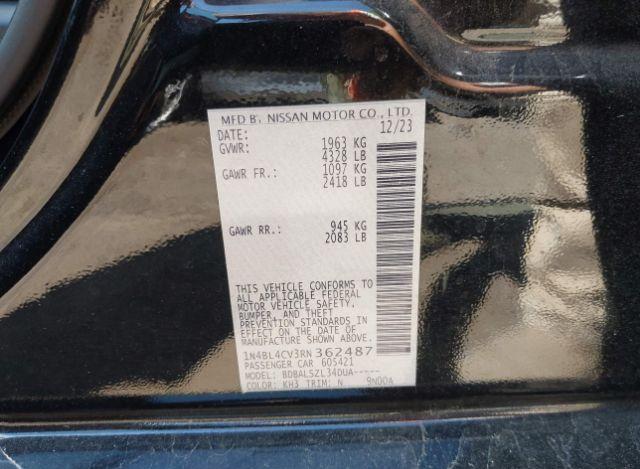 MFD BY NISSAN MOTOR CO., LTD.
DATE: 12/23
GVWR: 1963 KG
4328 LB
GAWR FR.: 1097 KG
2418 LB
GAWR RR.: 945 KG
2083 LB
THIS VEHICLE CONFORMS TO
ALL APPLICABLE FEDERAL
MOTOR VEHICLE SAFETY,
BUMPER, AND THEFT
PREVENTION STANDARDS IN
EFFECT ON THE DATE OF
MANUFACTURE SHOWN ABOVE.
1N4BL4CV3RN362487
PASSENGER CAR 605421
MODEL: BDBALSZL34DUA-----
COLOR: KH3 TRIM: N 9N00A